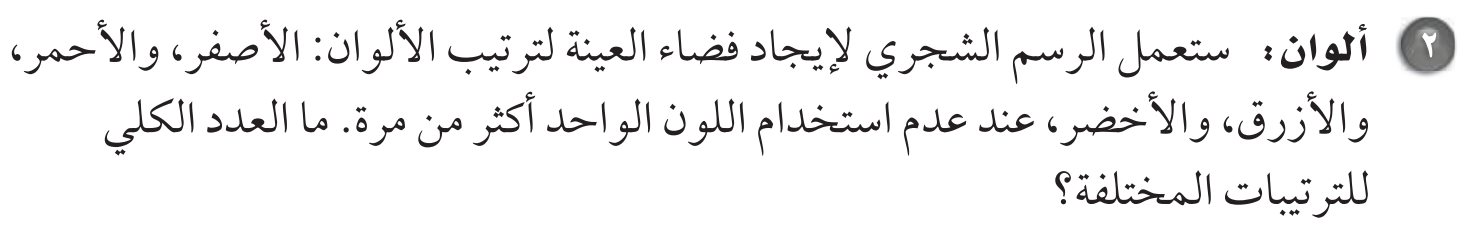 ٢ ألوان: ستعمل الرسم الشجري لإيجاد فضاء العينة لترتيب الألوان: الأصفر، والأحمر،
والأزرق، والأخضر، عند عدم استخدام اللون الواحد أكثر من مرة. ما العدد الكلي
للترتيبات المختلفة؟